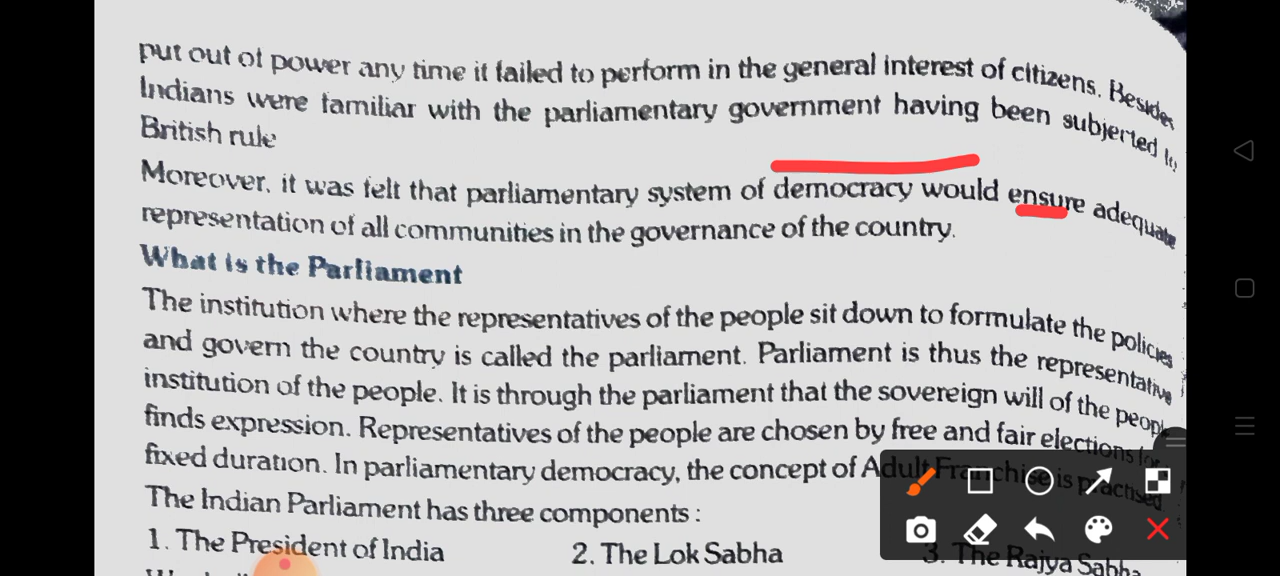 put out of power any time it failed to perform in the general interest of citizens. Besides
Indians were familiar with the parliamentary government having been subjected to
British rule
Moreover, it was felt that parliamentary system of democracy would ensure adequate
representation of all communities in the governance of the country.
What is the Parliament
The institution where the representatives of the people sit down to formulate the policies
and govern the country is called the parliament. Parliament is thus the representative
institution of the people. It is through the parliament that the sovereign will of the people
finds expression. Representatives of the people are chosen by free and fair elections for
fixed duration. In parliamentary democracy, the concept of Adult Franchise is practised
The Indian Parliament has three components :
1. The President of India 2. The Lok Sabha 3. The Rajya Sabha